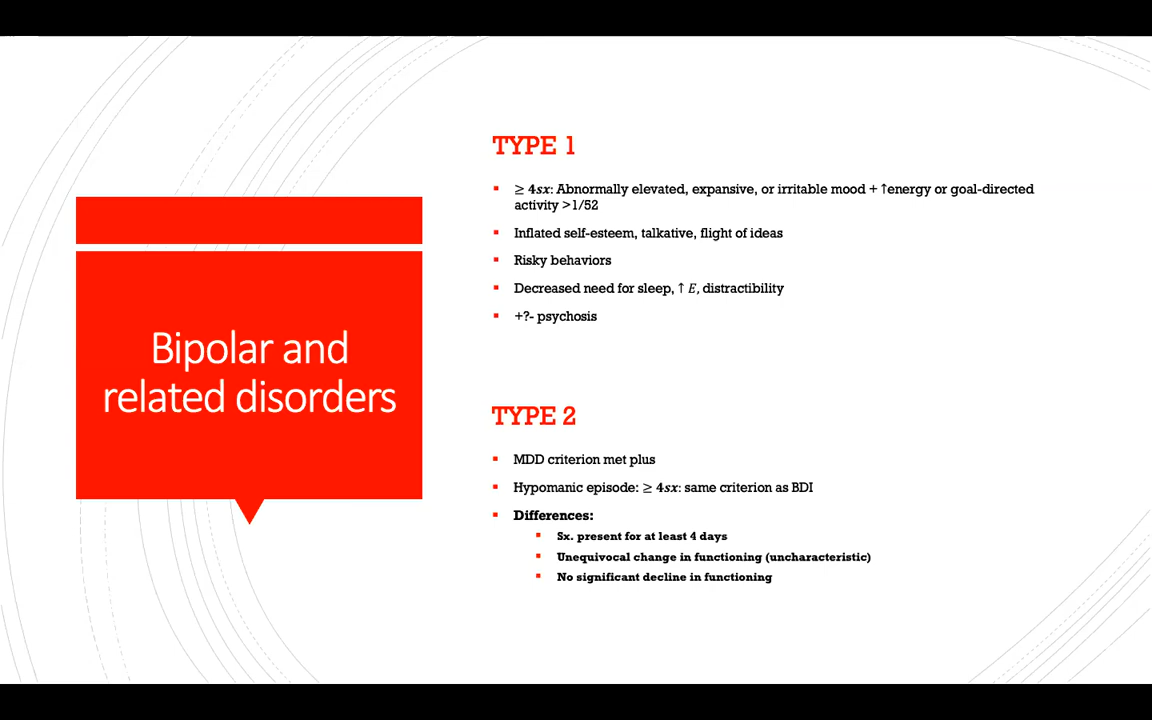 Bipolar and
related disorders
TYPE 1
≥ 4sx: Abnormally elevated, expansive, or irritable mood + ↑energy or goal-directed
activity >1/52
Inflated self-esteem, talkative, flight of ideas
Risky behaviors
Decreased need for sleep, ↑ E, distractibility
+?- psychosis
TYPE 2
MDD criterion met plus
Hypomanic episode: ≥ 4sx: same criterion as BDI
Differences:
Sx. present for at least 4 days
Unequivocal change in functioning (uncharacteristic)
No significant decline in functioning